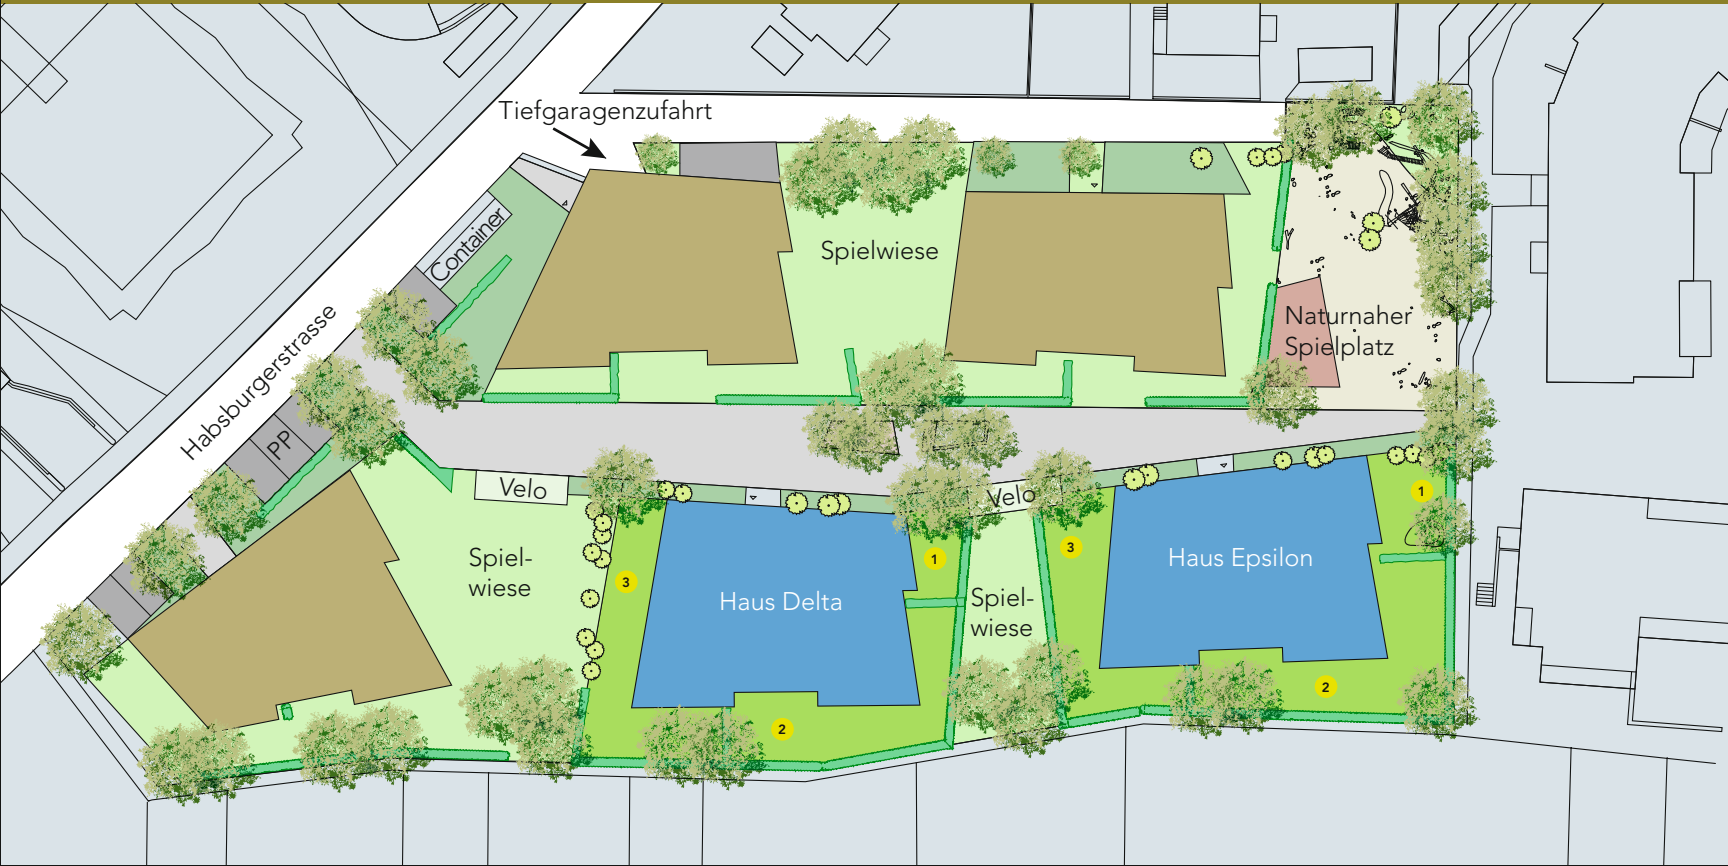 Tiefgaragenzufahrt
Container
Spielwiese
Habsburgerstrasse
Naturnaher
Spielplatz
PP
Velo
Velo
1
Spiel-
wiese
3
Haus Delta
1
Spiel-
wiese
3
Haus Epsilon
2
2